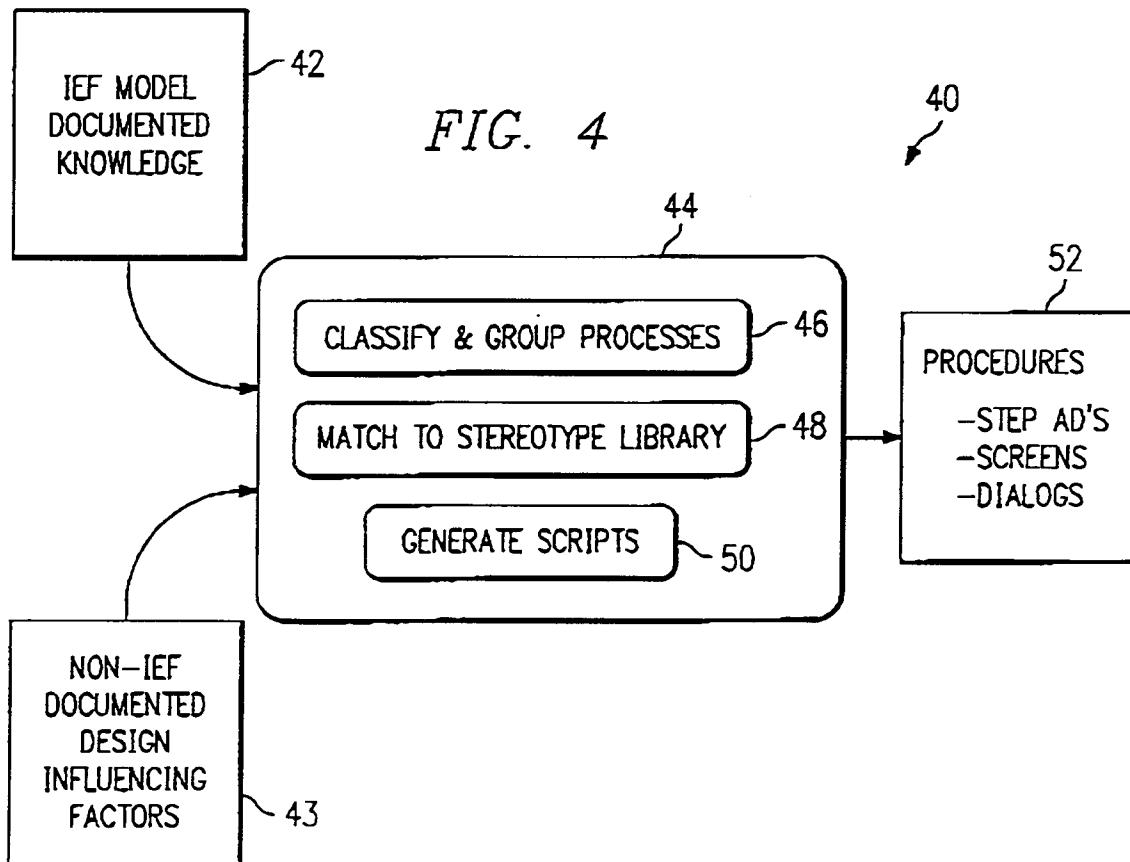 IEF MODEL
DOCUMENTED
KNOWLEDGE
42
FIG. 4
40
44
CLASSIFY & GROUP PROCESSES
46
MATCH TO STEREOTYPE LIBRARY
48
GENERATE SCRIPTS
50
52
PROCEDURES
-STEP AD'S
-SCREENS
-DIALOGS
NON-IEF
DOCUMENTED
DESIGN
INFLUENCING
FACTORS
43